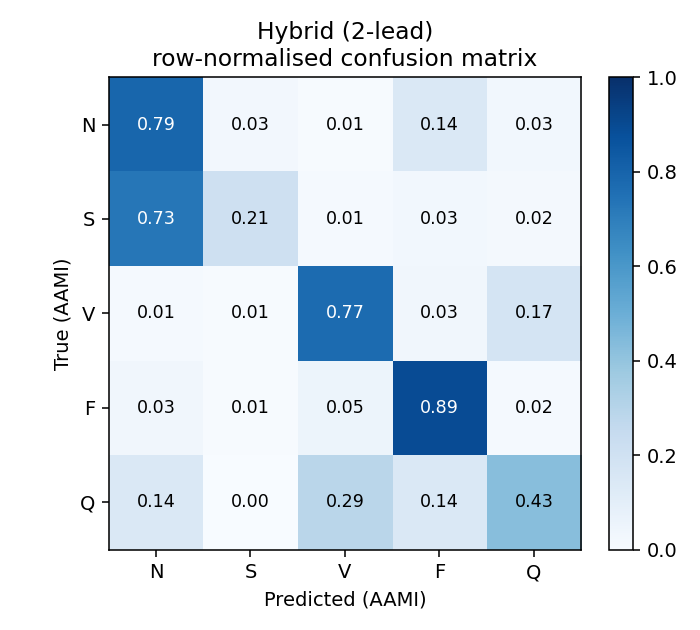 Hybrid (2-lead)
row-normalised confusion matrix
N 0.79 0.03 0.01 0.14 0.03
S 0.73 0.21 0.01 0.03 0.02
V 0.01 0.01 0.77 0.03 0.17
F 0.03 0.01 0.05 0.89 0.02
Q 0.14 0.00 0.29 0.14 0.43
N S V F Q
Predicted (AAMI)
True (AAMI)
1.0
0.8
0.6
0.4
0.2
0.0